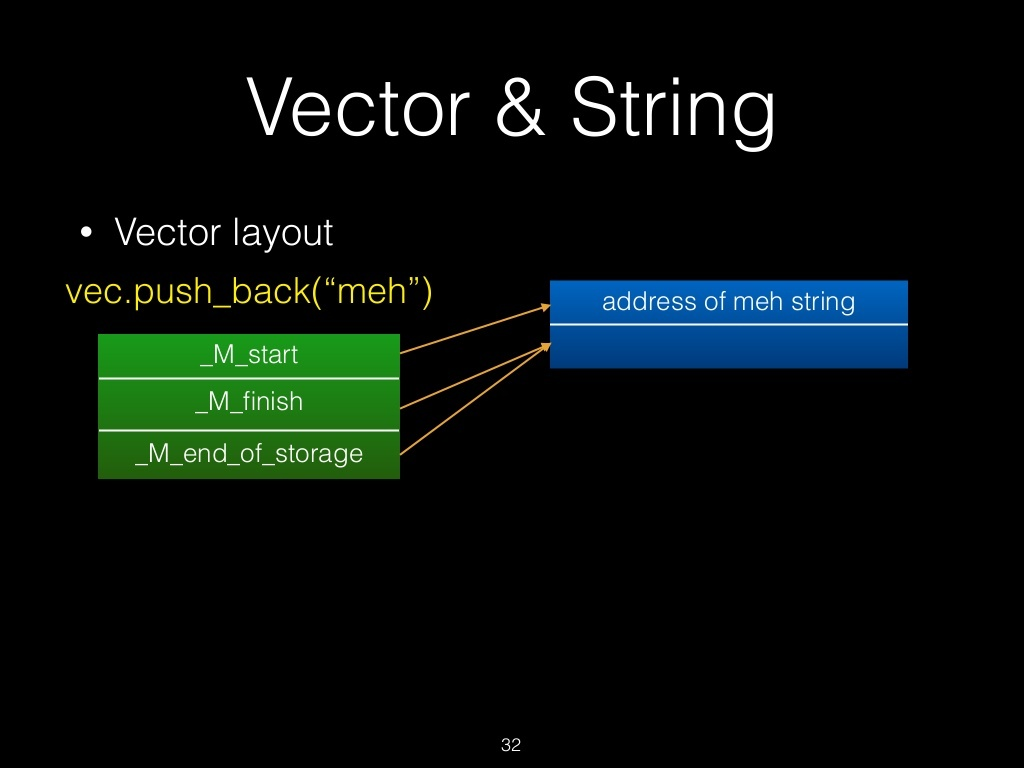 Vector & String
• Vector layout
vec.push_back(“meh”)
address of meh string
_M_start
_M_finish
_M_end_of_storage
32